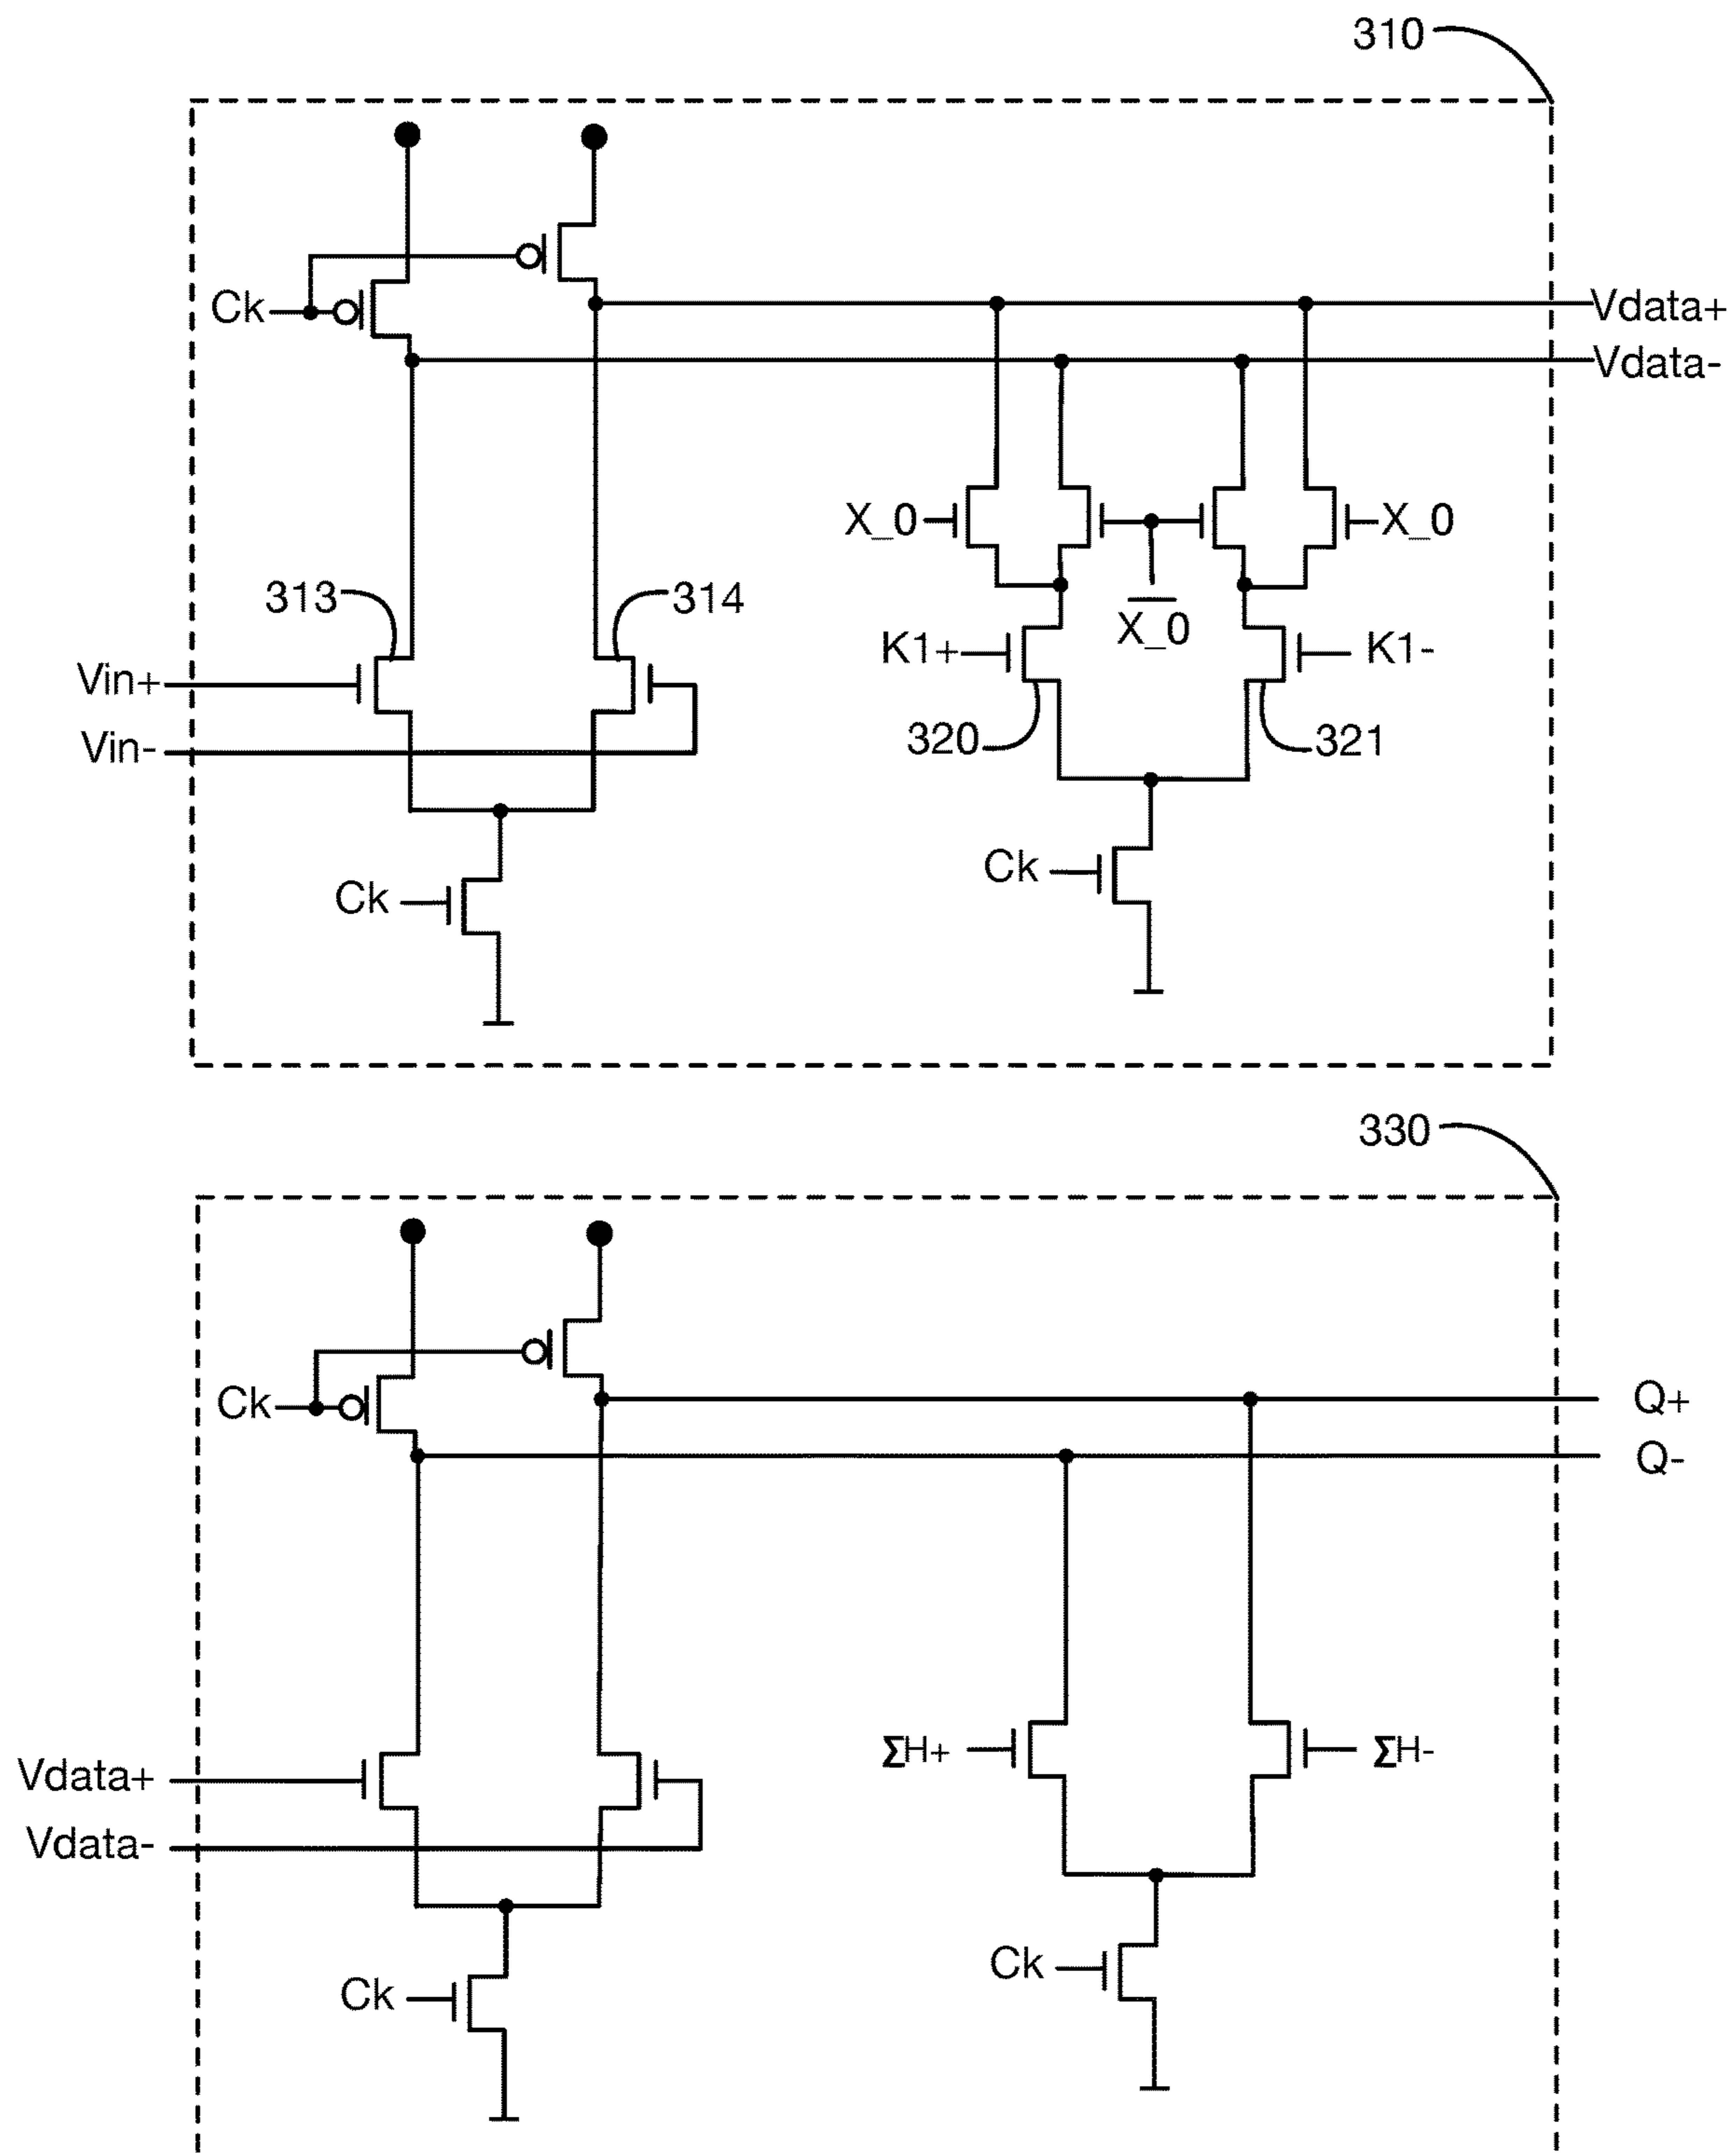 310
Ck
Vdata+
Vdata-
X_0
X_0
X_0
313
314
K1+
K1-
Vin+
Vin-
320
321
Ck
Ck
330
Ck
Q+
Q-
ΣH+
ΣH-
Vdata+
Vdata-
Ck
Ck